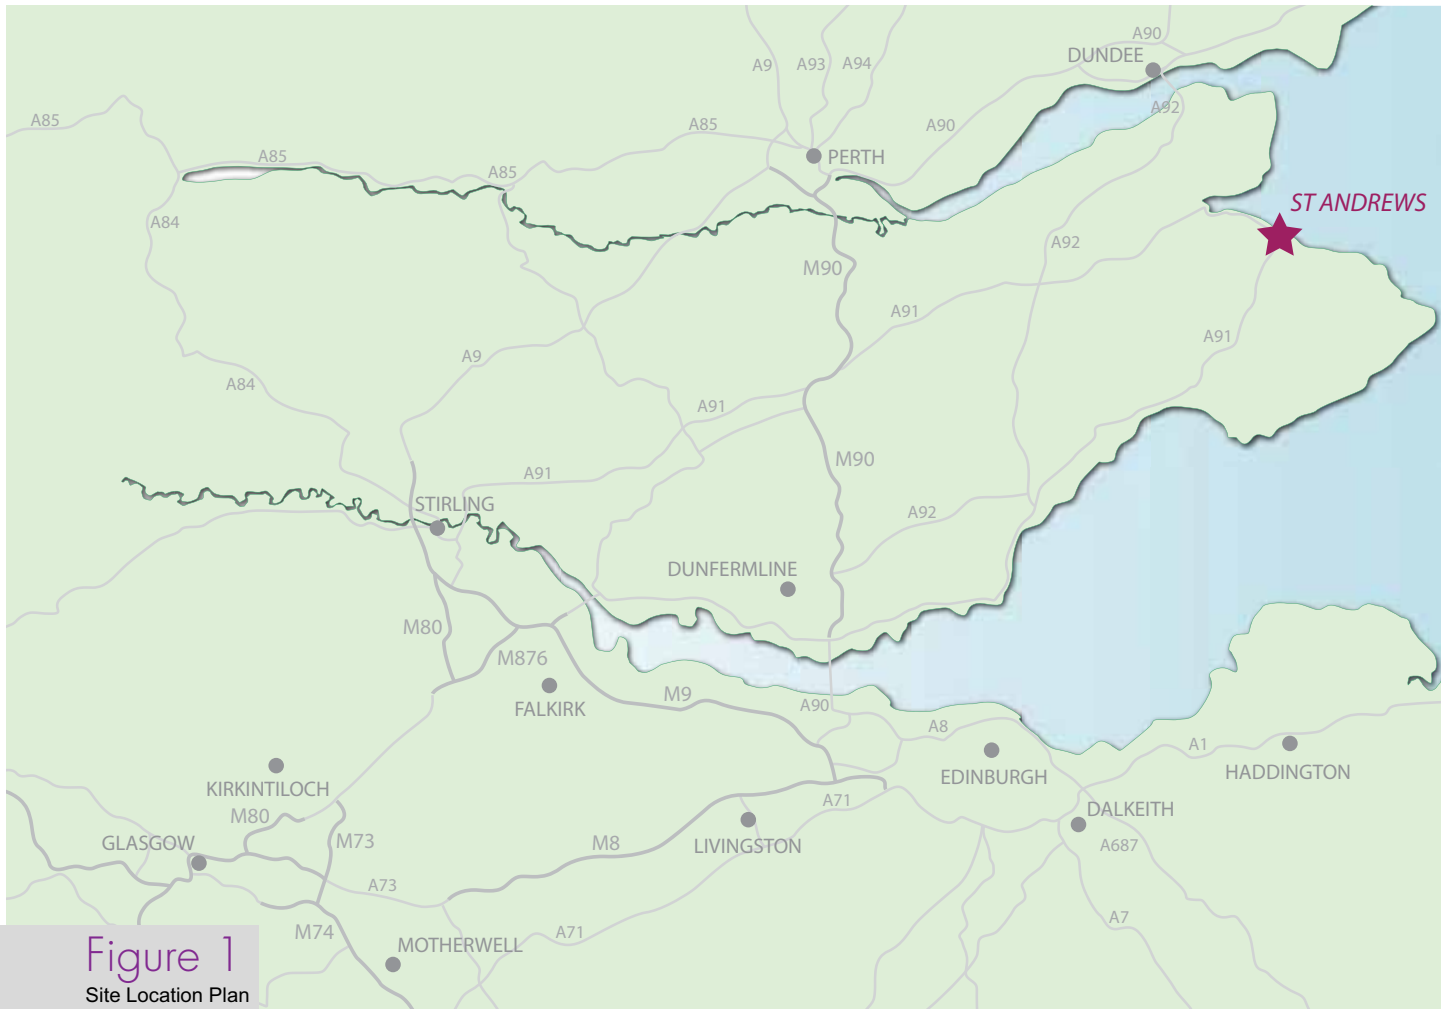 A90
DUNDEE
A9
A93
A94
A92
A85
A85
A85
A90
A85
PERTH
ST ANDREWS
A84
A92
M90
A91
A91
A9
A84
A91
M90
A91
STIRLING
A92
DUNFERMLINE
M80
M876
M9
FALKIRK
A90
A8
A1
EDINBURGH
HADDINGTON
KIRKINTILOCH
M80
A71
DALKEITH
GLASGOW
M73
M8
LIVINGSTON
A687
A73
A7
M74
A71
MOTHERWELL
Figure 1
Site Location Plan